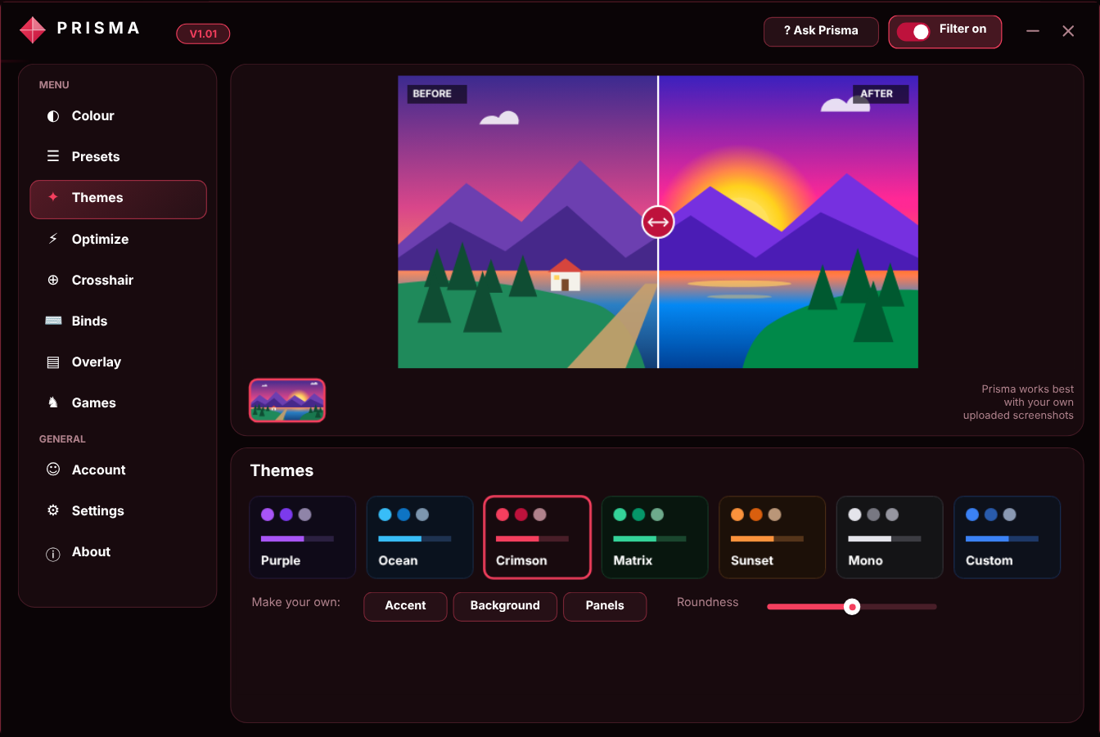 PRISMA
V1.01
? Ask Prisma
Filter on
MENU
Colour
Presets
Themes
Optimize
Crosshair
Binds
Overlay
Games
GENERAL
Account
Settings
About
BEFORE
AFTER
Prisma works best
with your own
uploaded screenshots
Themes
Purple
Ocean
Crimson
Matrix
Sunset
Mono
Custom
Make your own:
Accent
Background
Panels
Roundness